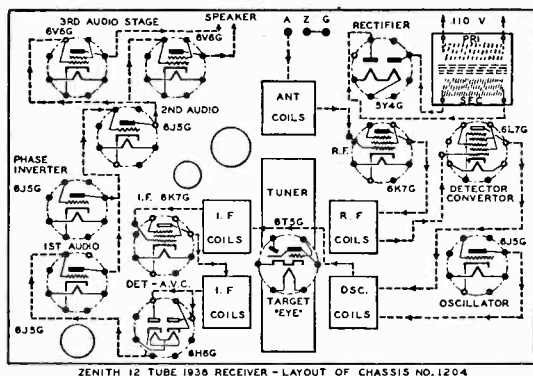 3RD AUDIO STAGE
SPEAKER
6V6G
6V6G
A Z G
RECTIFIER
110 V
PRI
SEC
5Y4G
2ND AUDIO
6J5G
ANT
COILS
R.F.
6K7G
6L7G
DETECTOR
CONVERTOR
PHASE
INVERTER
6J5G
I.F. 6K7G
I.F
COILS
TUNER
6T5G
R.F
COILS
1ST AUDIO
6J5G
DET-A.V.C.
6H6G
I.F
COILS
TARGET
"EYE"
OSC.
COILS
6J5G
OSCILLATOR
ZENITH 12 TUBE 1938 RECEIVER - LAYOUT OF CHASSIS NO. 1204